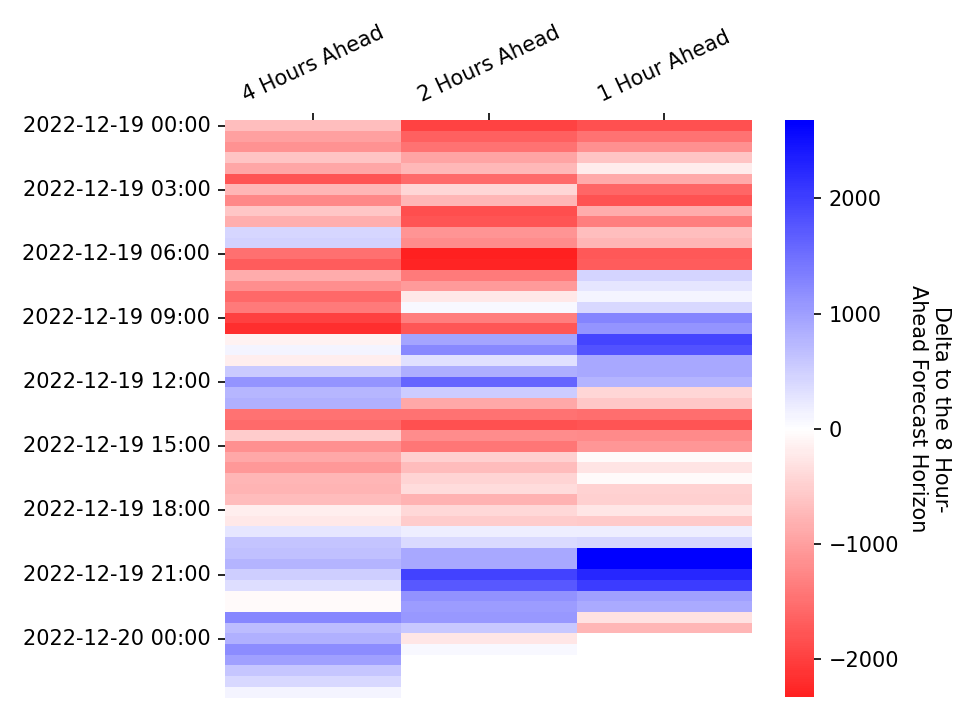 4 Hours Ahead
2 Hours Ahead
1 Hour Ahead
2022-12-19 00:00
2022-12-19 03:00
2022-12-19 06:00
2022-12-19 09:00
2022-12-19 12:00
2022-12-19 15:00
2022-12-19 18:00
2022-12-19 21:00
2022-12-20 00:00
2000
1000
0
−1000
−2000
Delta to the 8 Hour-
Ahead Forecast Horizon